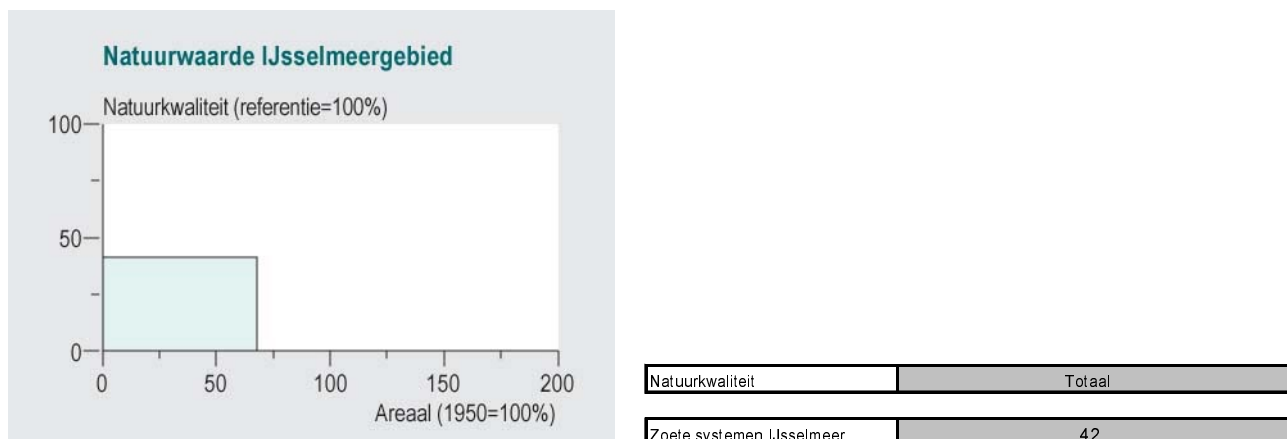 Natuurwaarde IJsselmeergebied
Natuurkwaliteit (referentie=100%)
100
50
0
0 50 100 150 200
Areaal (1950=100%)
Natuurkwaliteit Totaal
Zoete systemen IJsselmeer 42